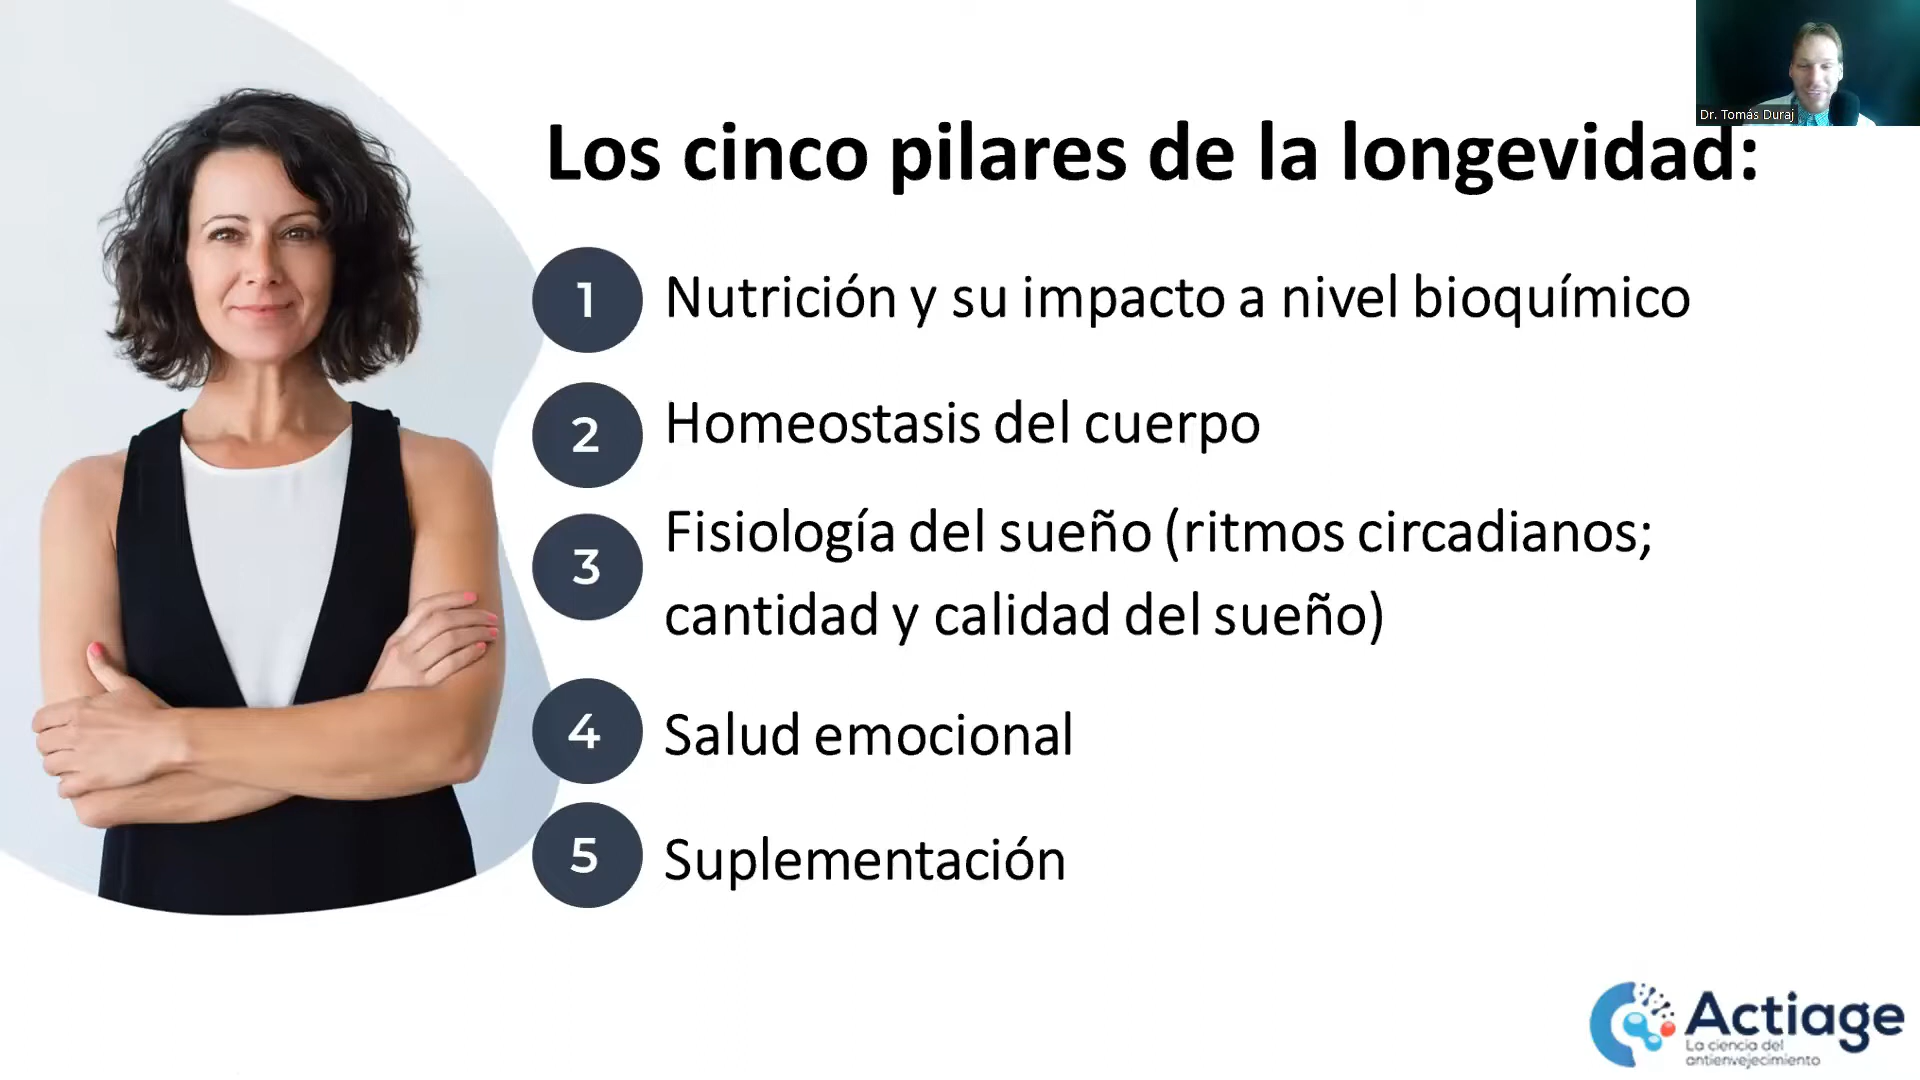 Dr. Tomás Duraj
Los cinco pilares de la longevidad:
1 Nutrición y su impacto a nivel bioquímico
2 Homeostasis del cuerpo
3 Fisiología del sueño (ritmos circadianos;
cantidad y calidad del sueño)
4 Salud emocional
5 Suplementación
Actiage
La ciencia del
antienvejecimiento